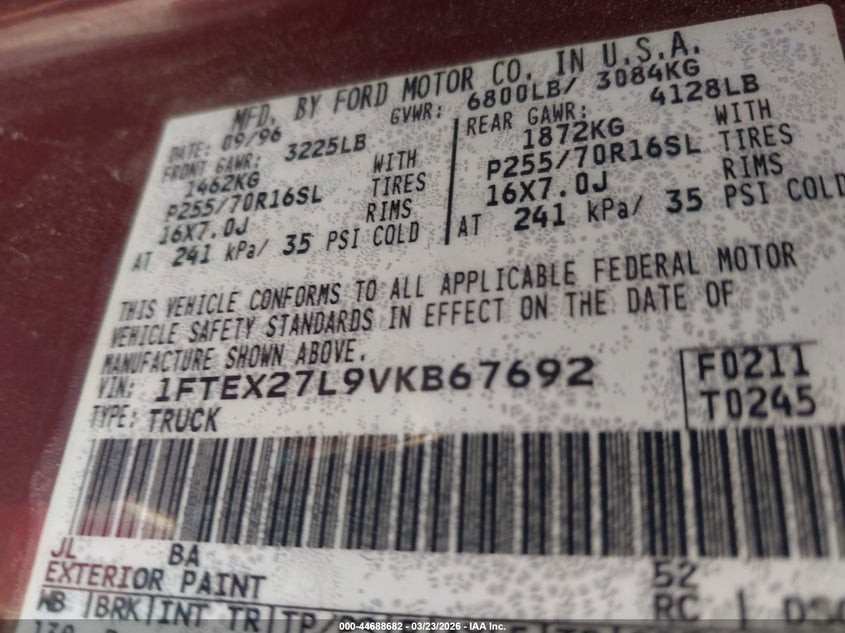 MFD. BY FORD MOTOR CO. IN U.S.A.
DATE: 09/96 GVWR: 6800LB/ 3084KG
FRONT GAWR: 3225LB REAR GAWR: 4128LB
1462KG WITH 1872KG WITH
P255/70R16SL TIRES P255/70R16SL TIRES
16X7.0J RIMS 16X7.0J RIMS
AT 241 kPa/ 35 PSI COLD AT 241 kPa/ 35 PSI COLD
THIS VEHICLE CONFORMS TO ALL APPLICABLE FEDERAL MOTOR
VEHICLE SAFETY STANDARDS IN EFFECT ON THE DATE OF
MANUFACTURE SHOWN ABOVE.
VIN: 1FTEX27L9VKB67692 F0211
TYPE: TRUCK T0245
JL BA 52
EXTERIOR PAINT RC
WB BRK INT TR
000-44688682 - 03/23/2026 - IAA Inc.